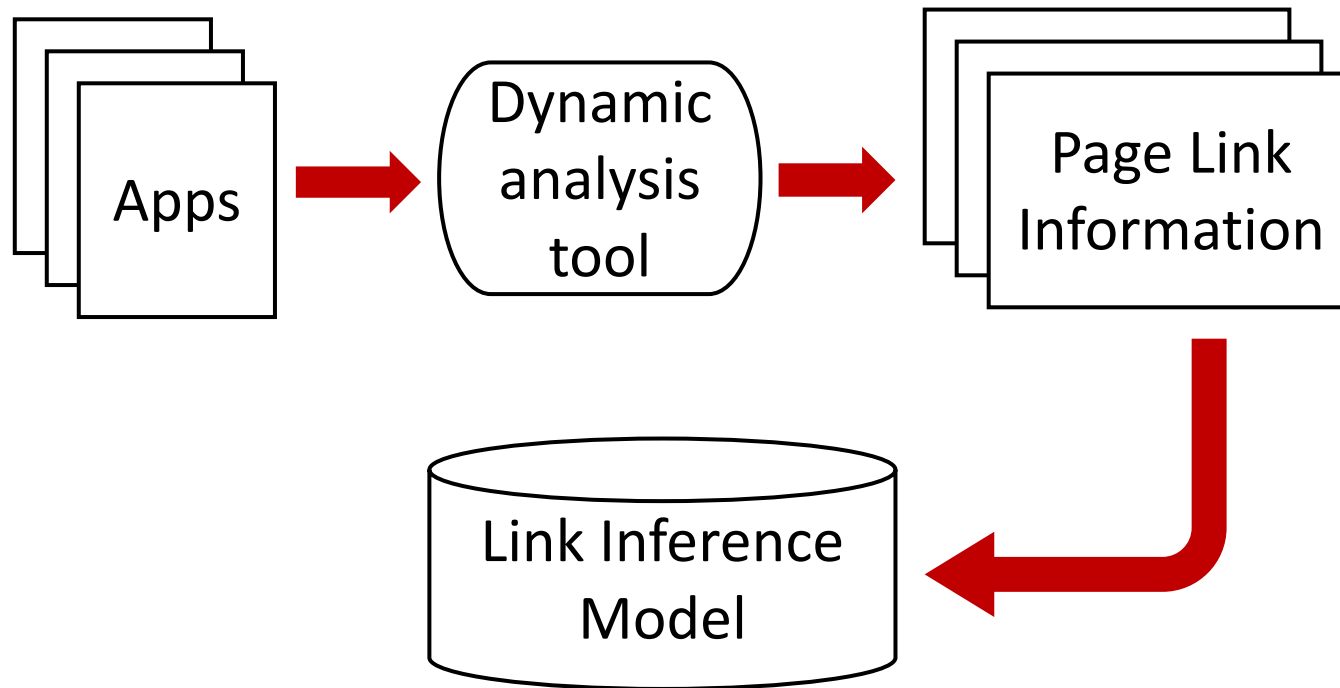 Apps
Dynamic
analysis
tool
Page Link
Information
Link Inference
Model